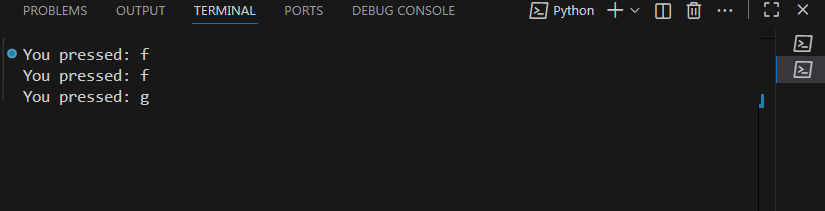 PROBLEMS OUTPUT TERMINAL PORTS DEBUG CONSOLE Python
You pressed: f
You pressed: f
You pressed: g